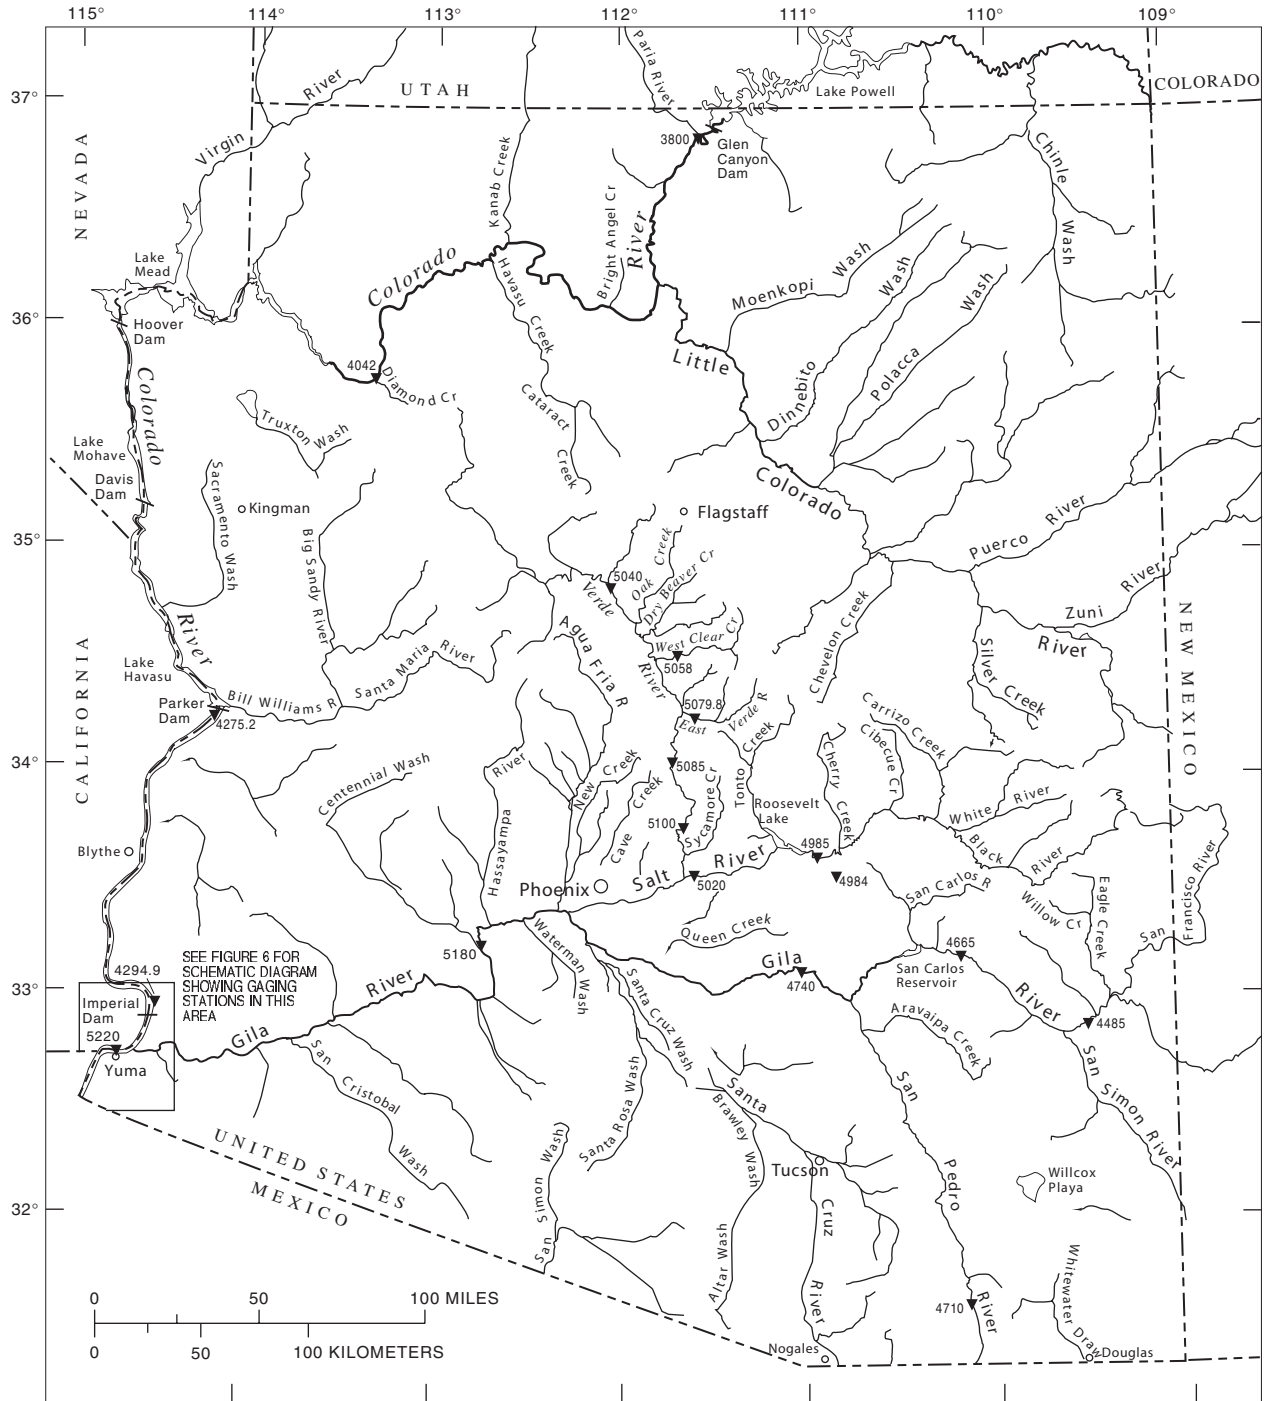 115°
114°
113°
112°
111°
110°
109°
37°
36°
35°
34°
33°
32°
NEVADA
UTAH
COLORADO
CALIFORNIA
NEW MEXICO
Virgin River
Paria River
Lake Powell
3800
Glen
Canyon
Dam
Kanab Creek
Bright Angel Cr
Chinle Wash
Lake
Mead
Hoover
Dam
Colorado River
Havasu Creek
Moenkopi Wash
Dinnebito Wash
Polacca Wash
Little Colorado River
4042
Diamond Cr
Cataract Creek
Truxton Wash
Colorado River
Lake
Mohave
Davis
Dam
Sacramento Wash
Kingman
Big Sandy River
Flagstaff
Puerco River
Zuni River
5040
Verde River
Oak Creek
Dry Beaver Cr
West Clear Cr
5058
Agua Fria R
Chevelon Creek
Silver Creek
Lake
Havasu
Parker
Dam
4275.2
Bill Williams R
Santa Maria River
5079.8
East Verde R
Carrizo Creek
Cibecue Cr
Cherry Creek
Tonto Creek
5085
Centennial Wash
Hassayampa River
New Creek
Cave Creek
Sycamore Cr
5100
Roosevelt
Lake
4985
4984
White River
Black River
Blythe
Phoenix
Salt River
5020
San Carlos R
Willow Cr
Eagle Creek
San Francisco River
Queen Creek
5180
Waterman Wash
Gila River
4740
San Carlos
Reservoir
4665
4485
4294.9
SEE FIGURE 6 FOR
SCHEMATIC DIAGRAM
SHOWING GAGING
STATIONS IN THIS
AREA
Imperial
Dam
5220
Yuma
Gila River
Santa Cruz Wash
Aravaipa Creek
San Cristobal Wash
Santa Rosa Wash
Santa Cruz River
Brawley Wash
San Pedro River
San Simon River
Tucson
Willcox
Playa
UNITED STATES
MEXICO
San Simon Wash
Altar Wash
Whitewater Draw
4710
Nogales
Douglas
0 50 100 MILES
0 50 100 KILOMETERS